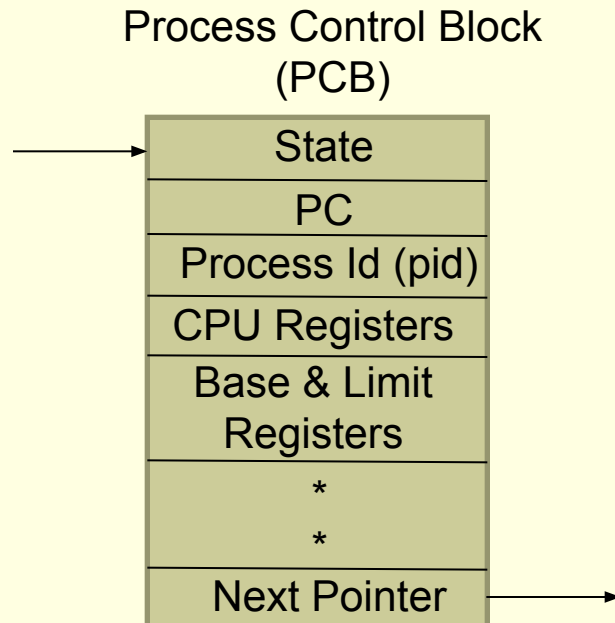 Process Control Block
(PCB)
State
PC
Process Id (pid)
CPU Registers
Base & Limit
Registers
*
*
Next Pointer